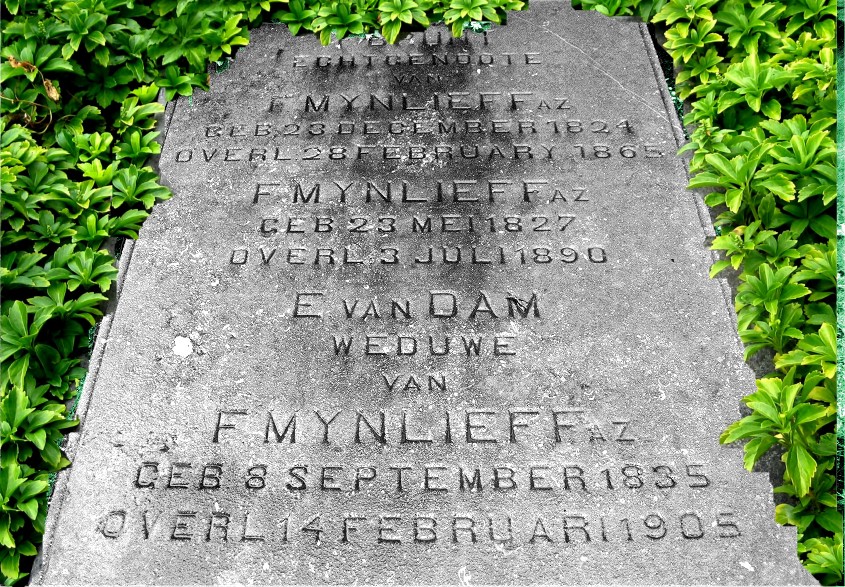 ECHTGENOOTE
VAN
F MYNLIEFF AZ
GEB. 23 DECEMBER 1824
OVERL. 28 FEBRUARY 1865
F MYNLIEFF AZ
GEB 23 MEI 1827
OVERL. 3 JULI 1890
E VAN DAM
WEDUWE
VAN
F MYNLIEFF AZ
GEB 8 SEPTEMBER 1835
OVERL 14 FEBRUARI 1905